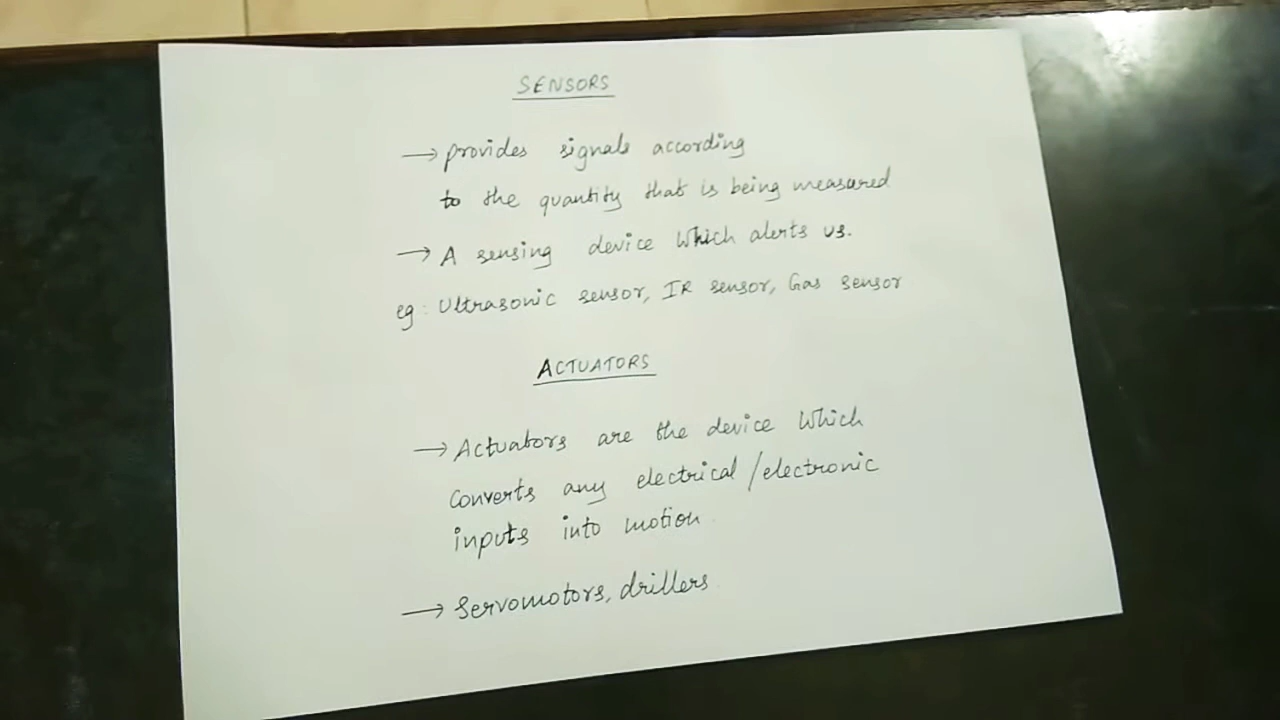 SENSORS
→ provides signals according
to the quantity that is being measured
→ A sensing device which alerts us.
eg: Ultrasonic sensor, IR sensor, Gas sensor
ACTUATORS
→ Actuators are the device which
converts any electrical/electronic
inputs into motion
→ Servomotors, drillers